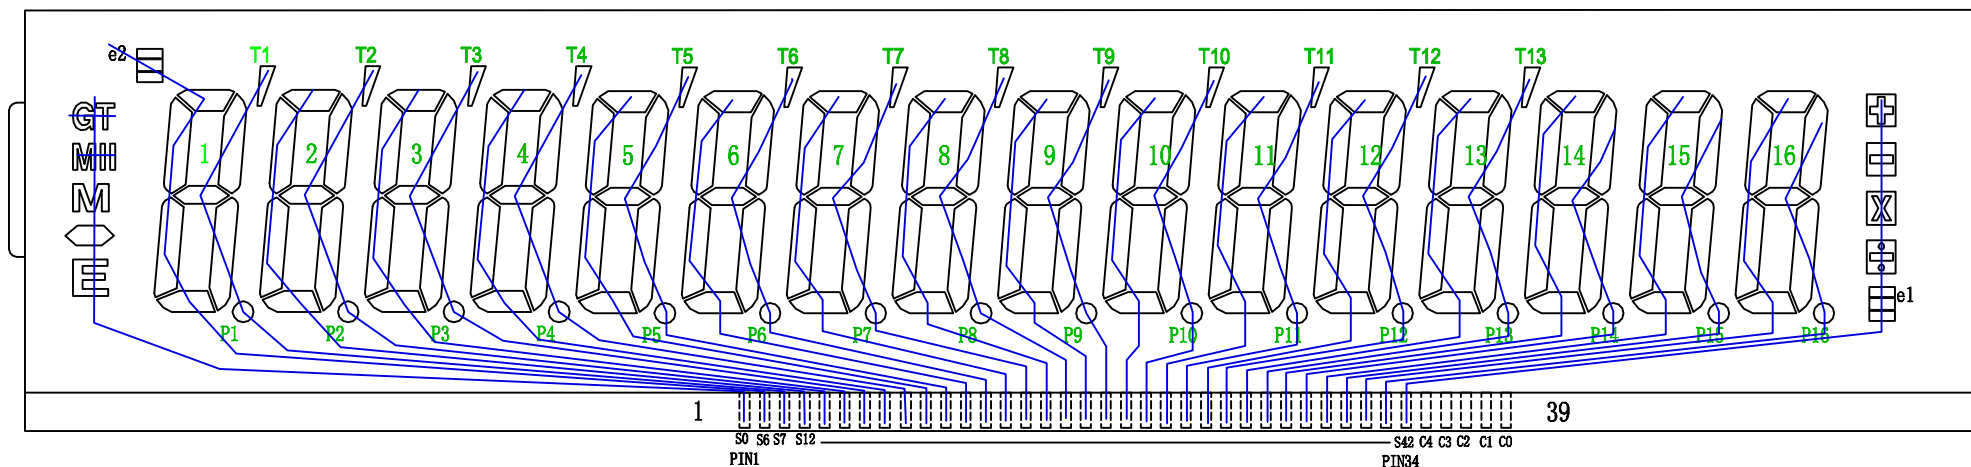 e2 T1 T2 T3 T4 T5 T6 T7 T8 T9 T10 T11 T12 T13
GT
MII 1 2 3 4 5 6 7 8 9 10 11 12 13 14 15 16
M X
E e1
P1 P2 P3 P4 P5 P6 P7 P8 P9 P10 P11 P12 P13 P14 P15 P16
1 39
S0 S6 S7 S12 S42 C4 C3 C2 C1 C0
PIN1 PIN34